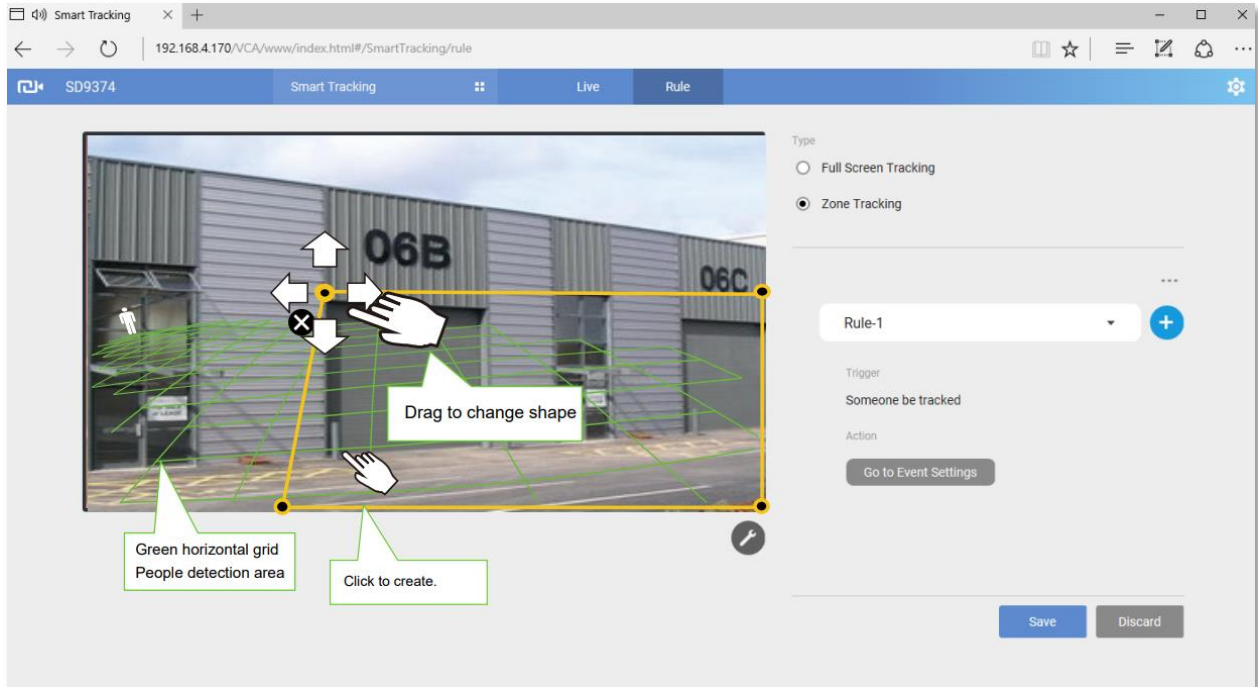 Smart Tracking
192.168.4.170/VCA/www/index.html#/SmartTracking/rule
SD9374
Smart Tracking
Live
Rule
Type
Full Screen Tracking
Zone Tracking
06B
06C
Rule-1
Trigger
Someone be tracked
Drag to change shape
Action
Go to Event Settings
Green horizontal grid
People detection area
Click to create.
Save
Discard